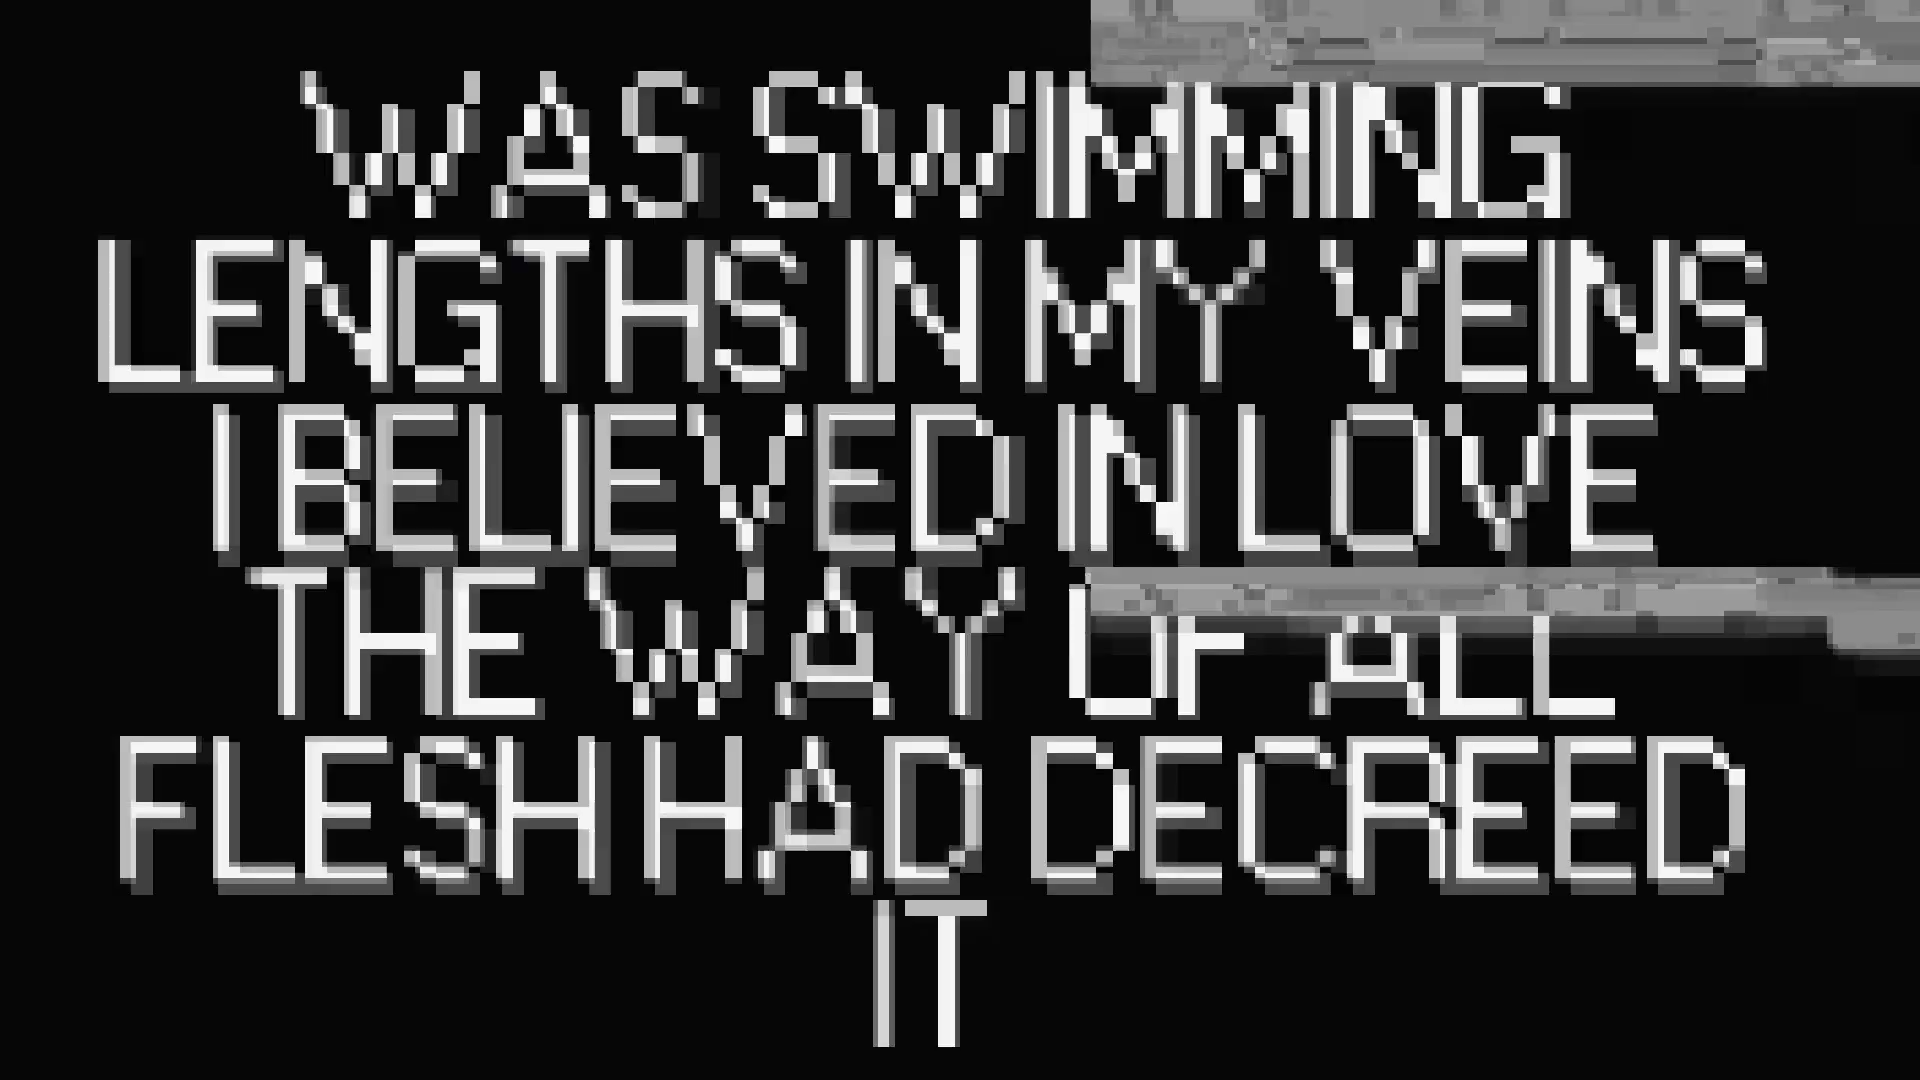 WAS SWIMMING
LENGTHS IN MY VEINS
I BELIEVED IN LOVE
THE WAY OF ALL
FLESH HAD DECREED
IT